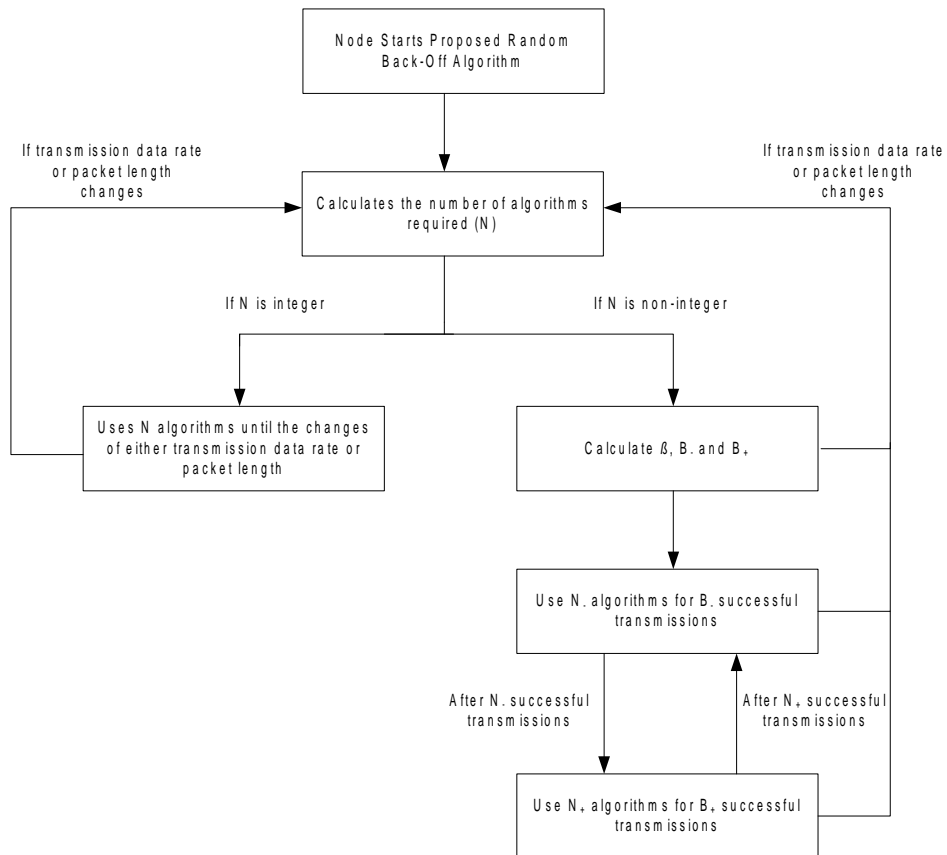 Node Starts Proposed Random
Back-Off Algorithm
If transmission data rate
or packet length
changes
If transmission data rate
or packet length
changes
Calculates the number of algorithms
required (N)
If N is integer
If N is non-integer
Uses N algorithms until the changes
of either transmission data rate or
packet length
Calculate ß, B- and B+
Use N- algorithms for B- successful
transmissions
After N- successful
transmissions
After N+ successful
transmissions
Use N+ algorithms for B+ successful
transmissions